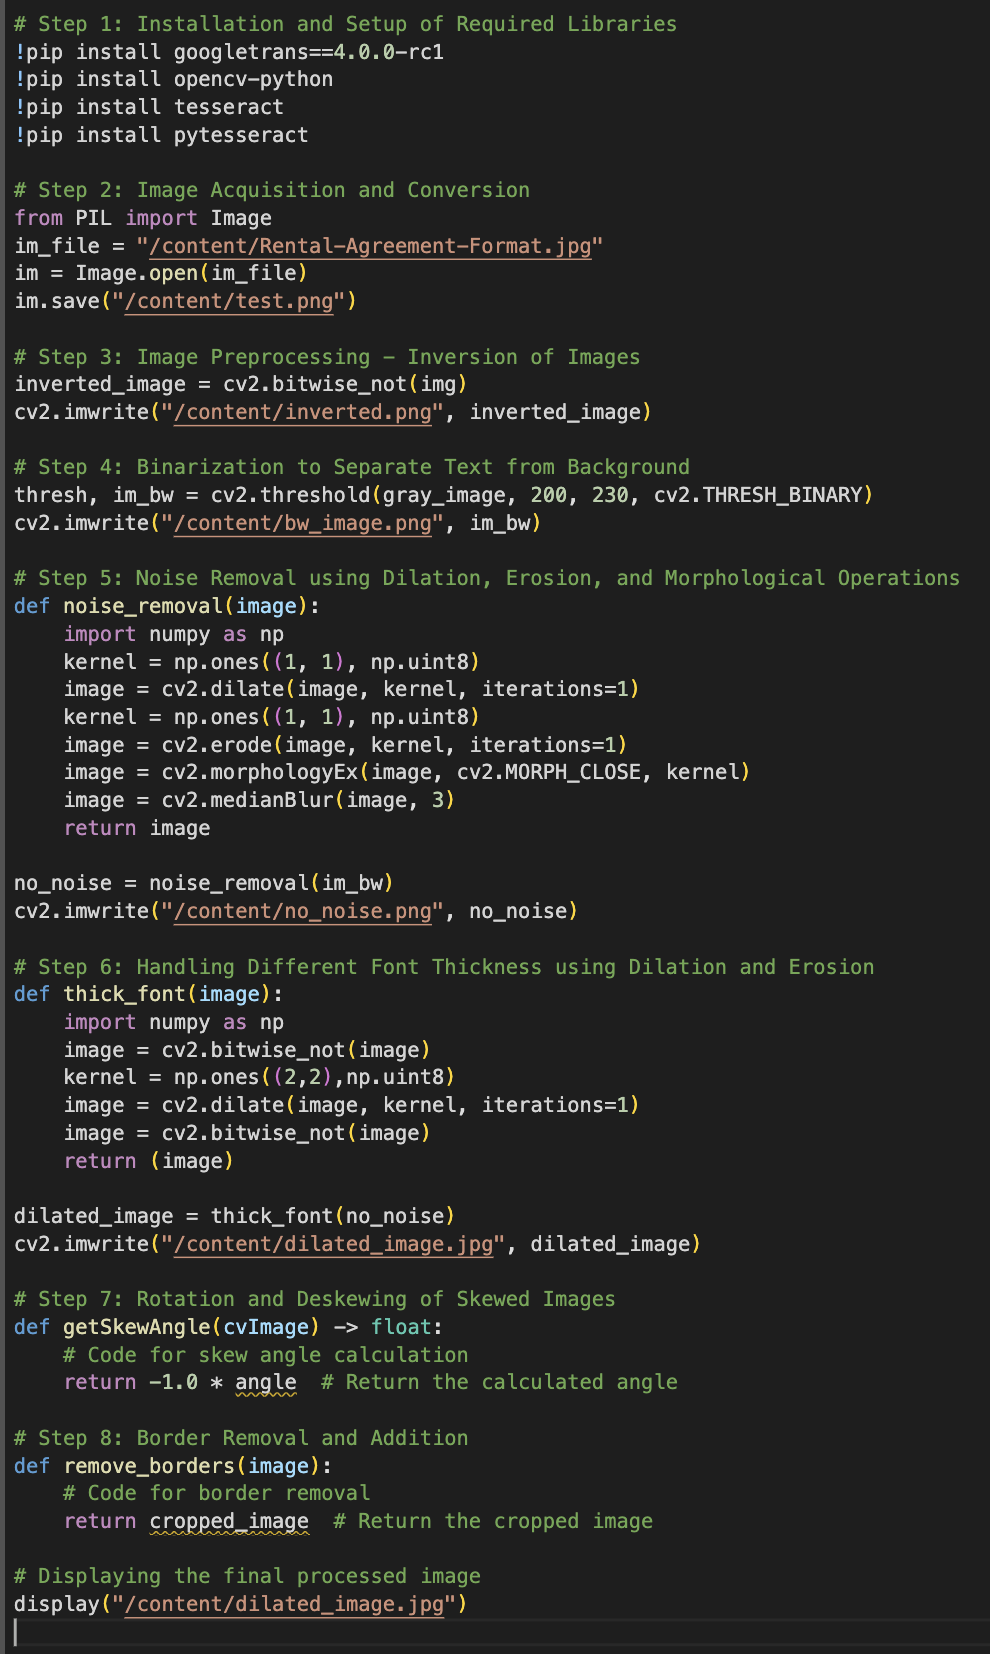 # Step 1: Installation and Setup of Required Libraries
!pip install googletrans==4.0.0-rc1
!pip install opencv-python
!pip install tesseract
!pip install pytesseract

# Step 2: Image Acquisition and Conversion
from PIL import Image
im_file = "/content/Rental-Agreement-Format.jpg"
im = Image.open(im_file)
im.save("/content/test.png")

# Step 3: Image Preprocessing - Inversion of Images
inverted_image = cv2.bitwise_not(img)
cv2.imwrite("/content/inverted.png", inverted_image)

# Step 4: Binarization to Separate Text from Background
thresh, im_bw = cv2.threshold(gray_image, 200, 230, cv2.THRESH_BINARY)
cv2.imwrite("/content/bw_image.png", im_bw)

# Step 5: Noise Removal using Dilation, Erosion, and Morphological Operations
def noise_removal(image):
    import numpy as np
    kernel = np.ones((1, 1), np.uint8)
    image = cv2.dilate(image, kernel, iterations=1)
    kernel = np.ones((1, 1), np.uint8)
    image = cv2.erode(image, kernel, iterations=1)
    image = cv2.morphologyEx(image, cv2.MORPH_CLOSE, kernel)
    image = cv2.medianBlur(image, 3)
    return image

no_noise = noise_removal(im_bw)
cv2.imwrite("/content/no_noise.png", no_noise)

# Step 6: Handling Different Font Thickness using Dilation and Erosion
def thick_font(image):
    import numpy as np
    image = cv2.bitwise_not(image)
    kernel = np.ones((2,2),np.uint8)
    image = cv2.dilate(image, kernel, iterations=1)
    image = cv2.bitwise_not(image)
    return (image)

dilated_image = thick_font(no_noise)
cv2.imwrite("/content/dilated_image.jpg", dilated_image)

# Step 7: Rotation and Deskewing of Skewed Images
def getSkewAngle(cvImage) -> float:
    # Code for skew angle calculation
    return -1.0 * angle  # Return the calculated angle

# Step 8: Border Removal and Addition
def remove_borders(image):
    # Code for border removal
    return cropped_image  # Return the cropped image

# Displaying the final processed image
display("/content/dilated_image.jpg")